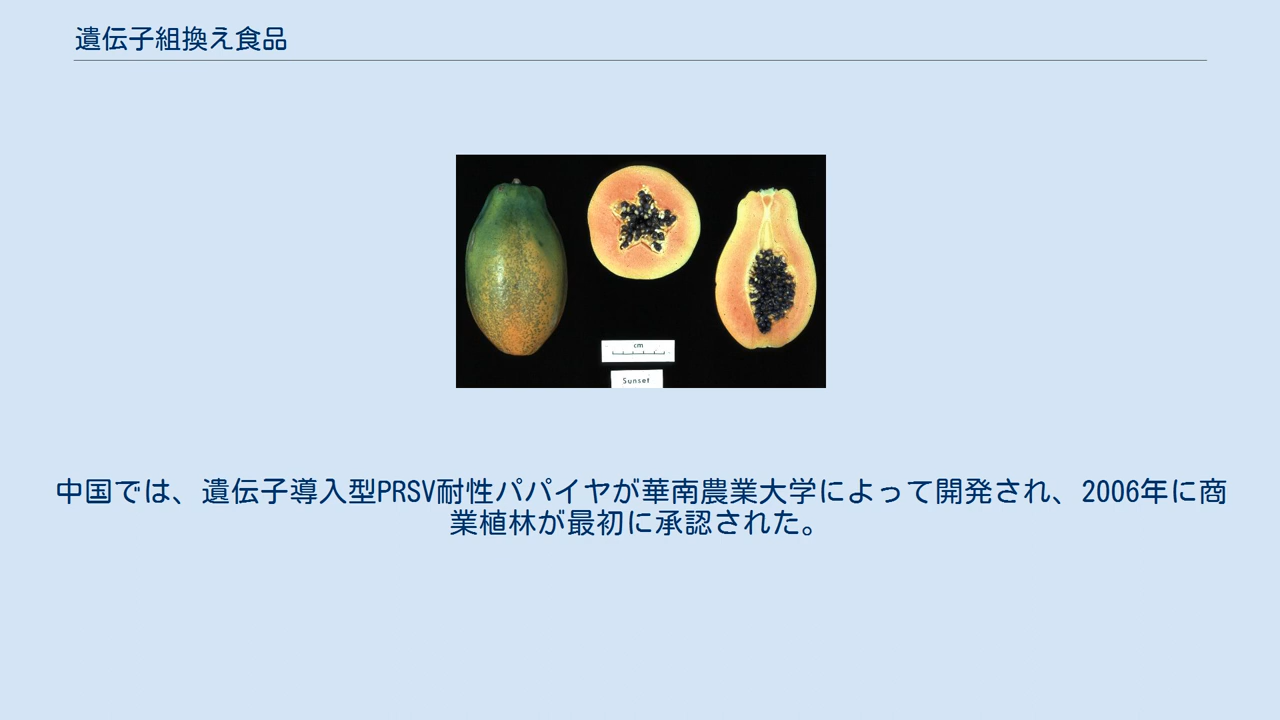 遺伝子組換え食品
cm
Sunset
中国では、遺伝子導入型PRSV耐性パパイヤが華南農業大学によって開発され、2006年に商
業植林が最初に承認された。